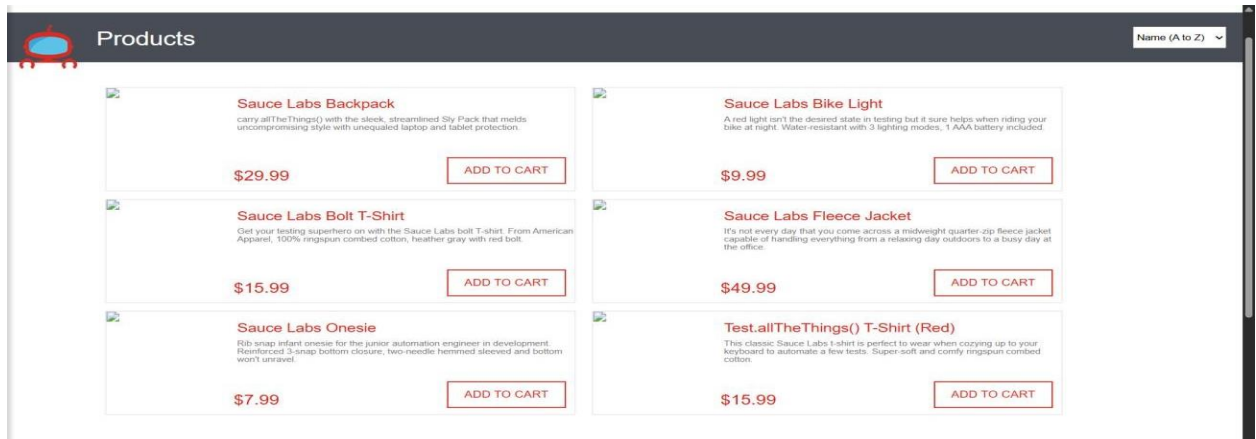 Products
Name (A to Z)
Sauce Labs Backpack
carry.allTheThings() with the sleek, streamlined Sly Pack that melds
uncompromising style with unequaled laptop and tablet protection.
$29.99
ADD TO CART
Sauce Labs Bike Light
A red light isn't the desired state in testing but it sure helps when riding your
bike at night. Water-resistant with 3 lighting modes, 1 AAA battery included.
$9.99
ADD TO CART
Sauce Labs Bolt T-Shirt
Get your testing superhero on with the Sauce Labs bolt T-shirt. From American
Apparel, 100% ringspun combed cotton, heather gray with red bolt.
$15.99
ADD TO CART
Sauce Labs Fleece Jacket
It's not every day that you come across a midweight quarter-zip fleece jacket
capable of handling everything from a relaxing day outdoors to a busy day at
the office.
$49.99
ADD TO CART
Sauce Labs Onesie
Rib snap infant onesie for the junior automation engineer in development.
Reinforced 3-snap bottom closure, two-needle hemmed sleeved and bottom
won't unravel.
$7.99
ADD TO CART
Test.allTheThings() T-Shirt (Red)
This classic Sauce Labs t-shirt is perfect to wear when cozying up to your
keyboard to automate a few tests. Super-soft and comfy ringspun combed
cotton.
$15.99
ADD TO CART